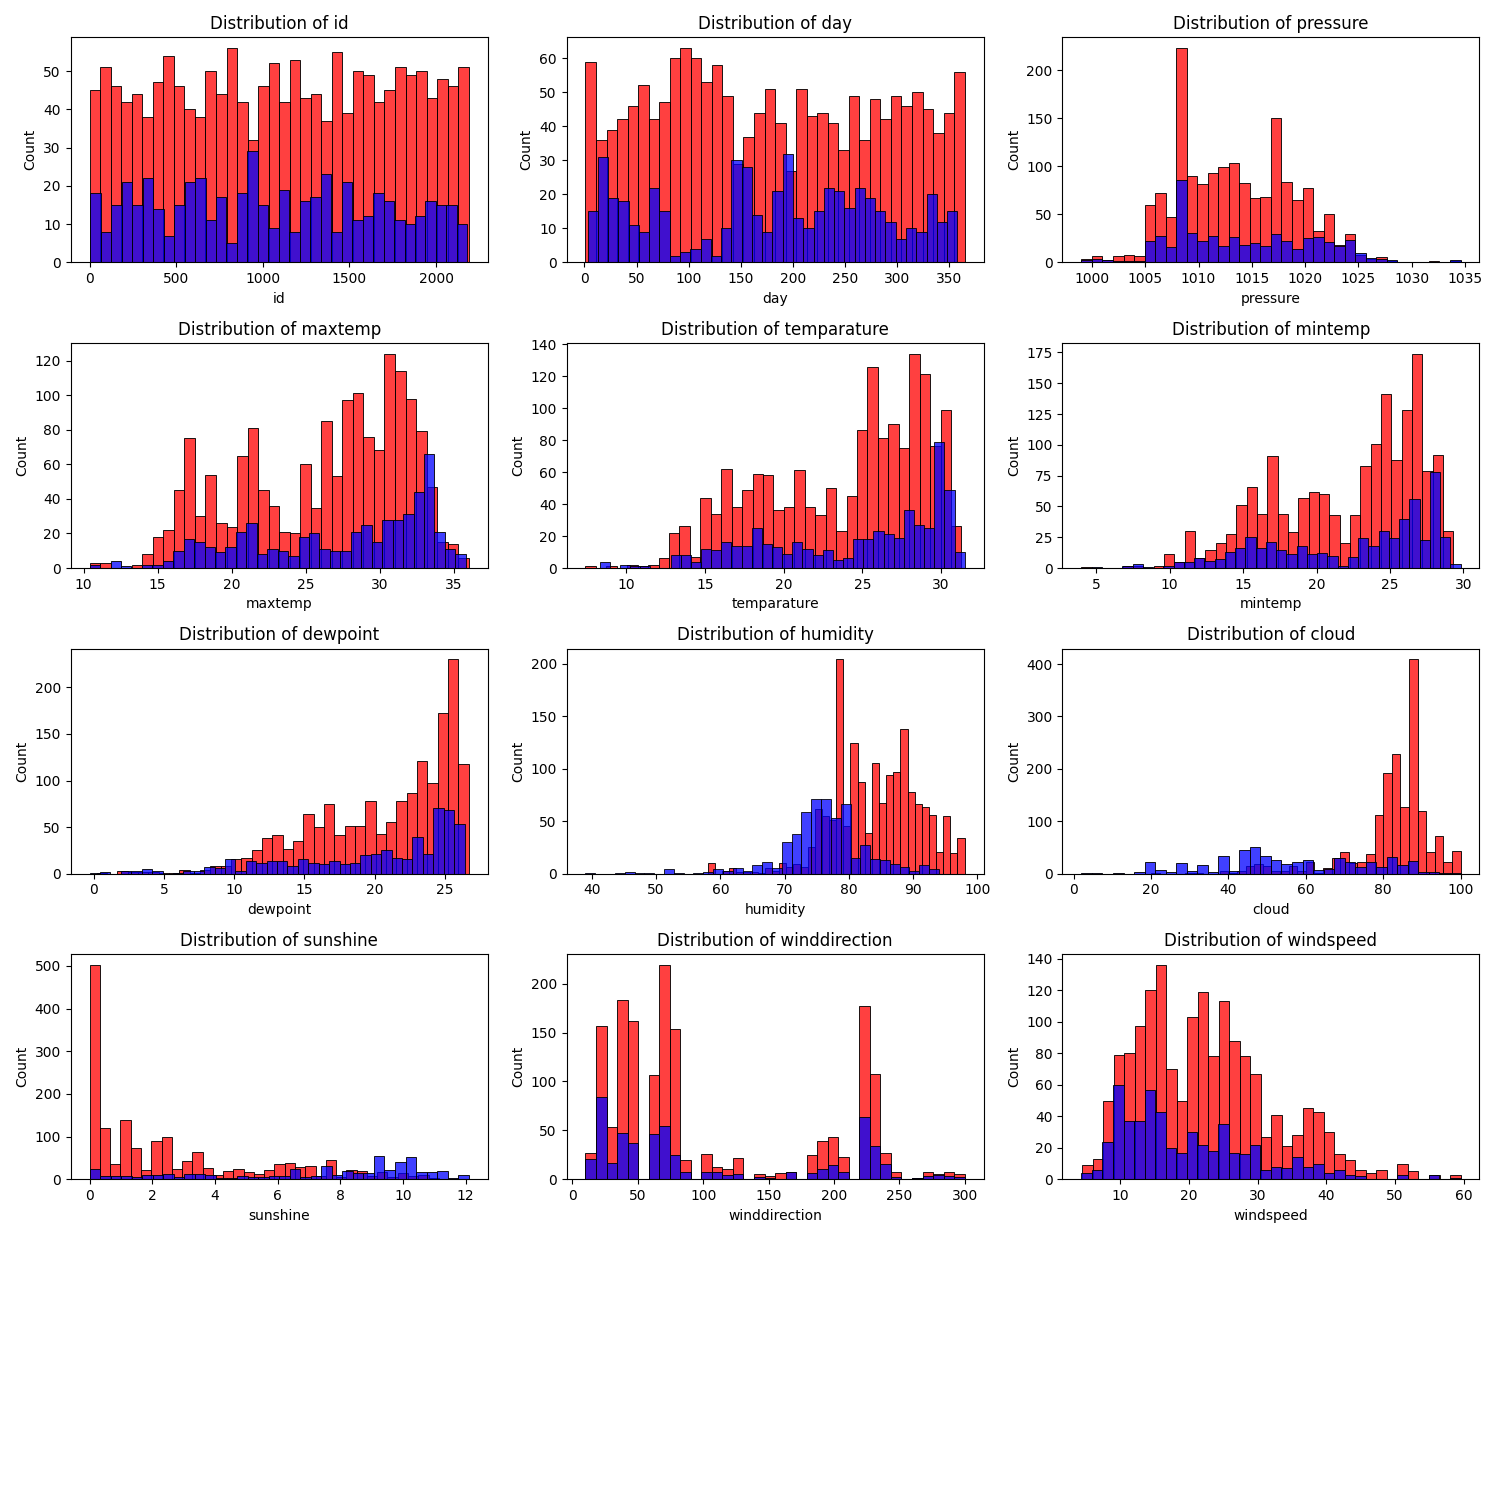 Distribution of id
Distribution of day
Distribution of pressure
Count
50
40
30
20
10
0
0 500 1000 1500 2000
id
Count
60
50
40
30
20
10
0
0 50 100 150 200 250 300 350
day
Count
200
150
100
50
0
1000 1005 1010 1015 1020 1025 1030 1035
pressure
Distribution of maxtemp
Distribution of temparature
Distribution of mintemp
Count
120
100
80
60
40
20
0
10 15 20 25 30 35
maxtemp
Count
140
120
100
80
60
40
20
0
10 15 20 25 30
temparature
Count
175
150
125
100
75
50
25
0
5 10 15 20 25 30
mintemp
Distribution of dewpoint
Distribution of humidity
Distribution of cloud
Count
200
150
100
50
0
0 5 10 15 20 25
dewpoint
Count
200
150
100
50
0
40 50 60 70 80 90 100
humidity
Count
400
300
200
100
0
0 20 40 60 80 100
cloud
Distribution of sunshine
Distribution of winddirection
Distribution of windspeed
Count
500
400
300
200
100
0
0 2 4 6 8 10 12
sunshine
Count
200
150
100
50
0
0 50 100 150 200 250 300
winddirection
Count
140
120
100
80
60
40
20
0
10 20 30 40 50 60
windspeed